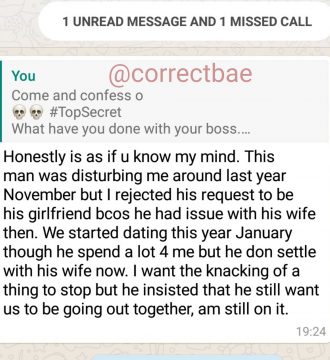 1 UNREAD MESSAGE AND 1 MISSED CALL
You
@correctbae
Come and confess o
💀💀 #TopSecret
What have you done with your boss....
Honestly is as if u know my mind. This
man was disturbing me around last year
November but I rejected his request to be
his girlfriend bcos he had issue with his wife
then. We started dating this year January
though he spend a lot 4 me but he don settle
with his wife now. I want the knacking of a
thing to stop but he insisted that he still want
us to be going out together, am still on it.
19:24